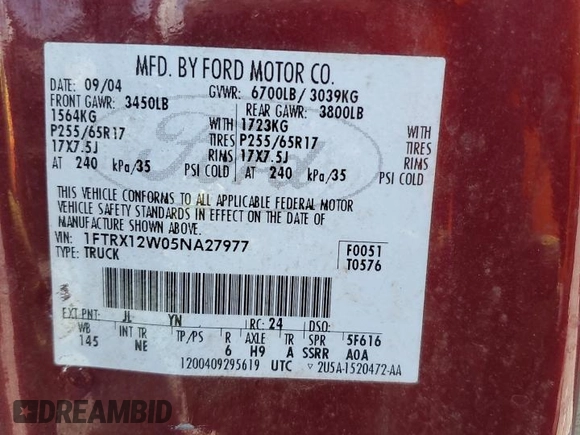 MFD. BY FORD MOTOR CO.
DATE: 09/04 GVWR: 6700LB/ 3039KG
FRONT GAWR: 3450LB REAR GAWR: 3800LB
1564KG WITH 1723KG WITH
P255/65R17 TIRES P255/65R17 TIRES
17X7.5J RIMS 17X7.5J RIMS
AT 240 kPa/35 PSI COLD AT 240 kPa/35 PSI COLD
THIS VEHICLE CONFORMS TO ALL APPLICABLE FEDERAL MOTOR
VEHICLE SAFETY STANDARDS IN EFFECT ON THE DATE OF
MANUFACTURE SHOWN ABOVE.
VIN: 1FTRX12W05NA27977 F0051
TYPE: TRUCK T0576
EXT PNT: JL YN RC: 24 DSO:
WB INT TR TP/PS R AXLE TR SPR 5F616
145 NE 6 H9 A SSRR A0A
1200409295619 UTC ▽ 2U5A-1520472-AA
Ford
DREAMBID